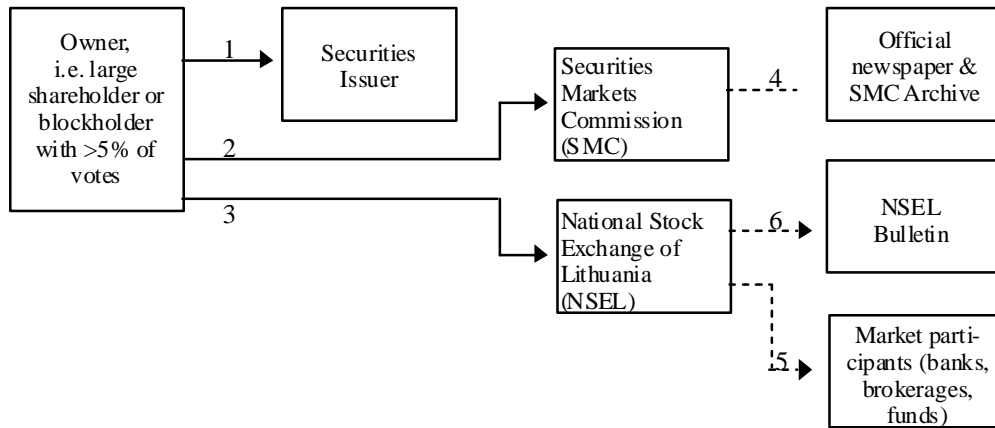 Owner,
i.e. large
shareholder or
blockholder
with >5% of
votes
1
2
3
Securities
Issuer
Securities
Markets
Commission
(SMC)
4
Official
newspaper &
SMC Archive
National Stock
Exchange of
Lithuania
(NSEL)
6
5
NSEL
Bulletin
Market parti-
cipants (banks,
brokerages,
funds)